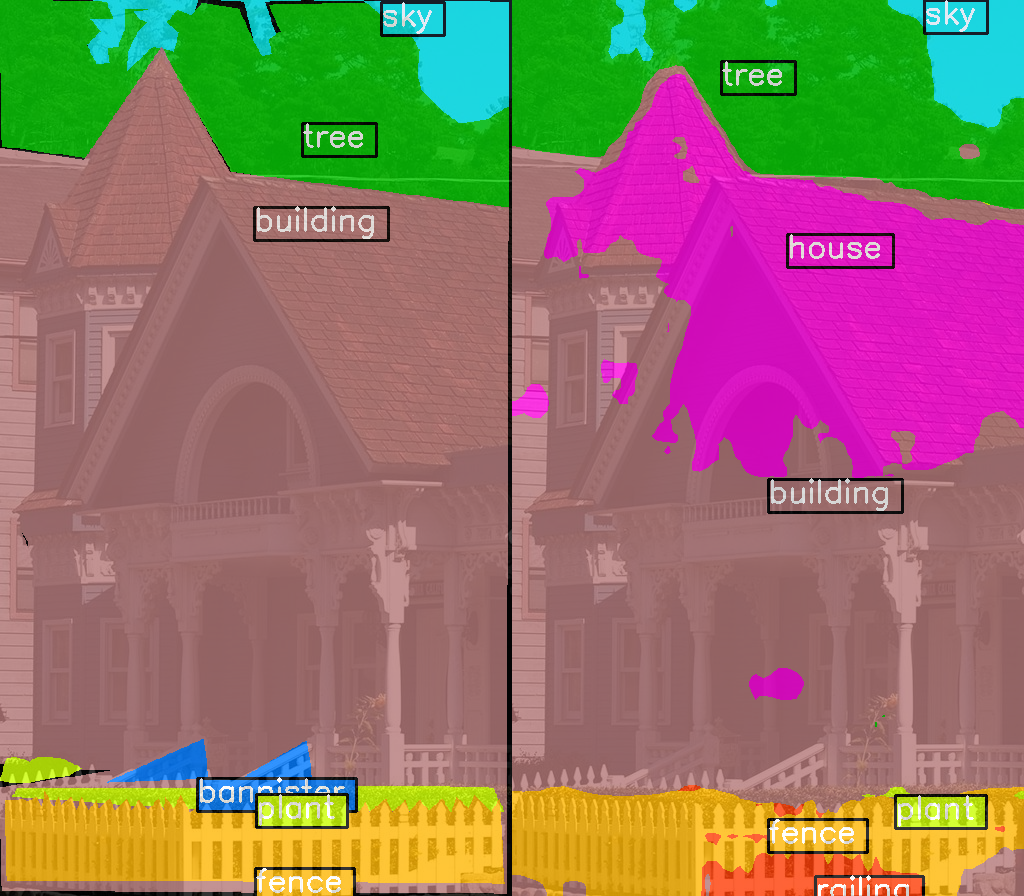 sky
tree
building
bannister
plant
fence
sky
tree
house
building
plant
fence
railing